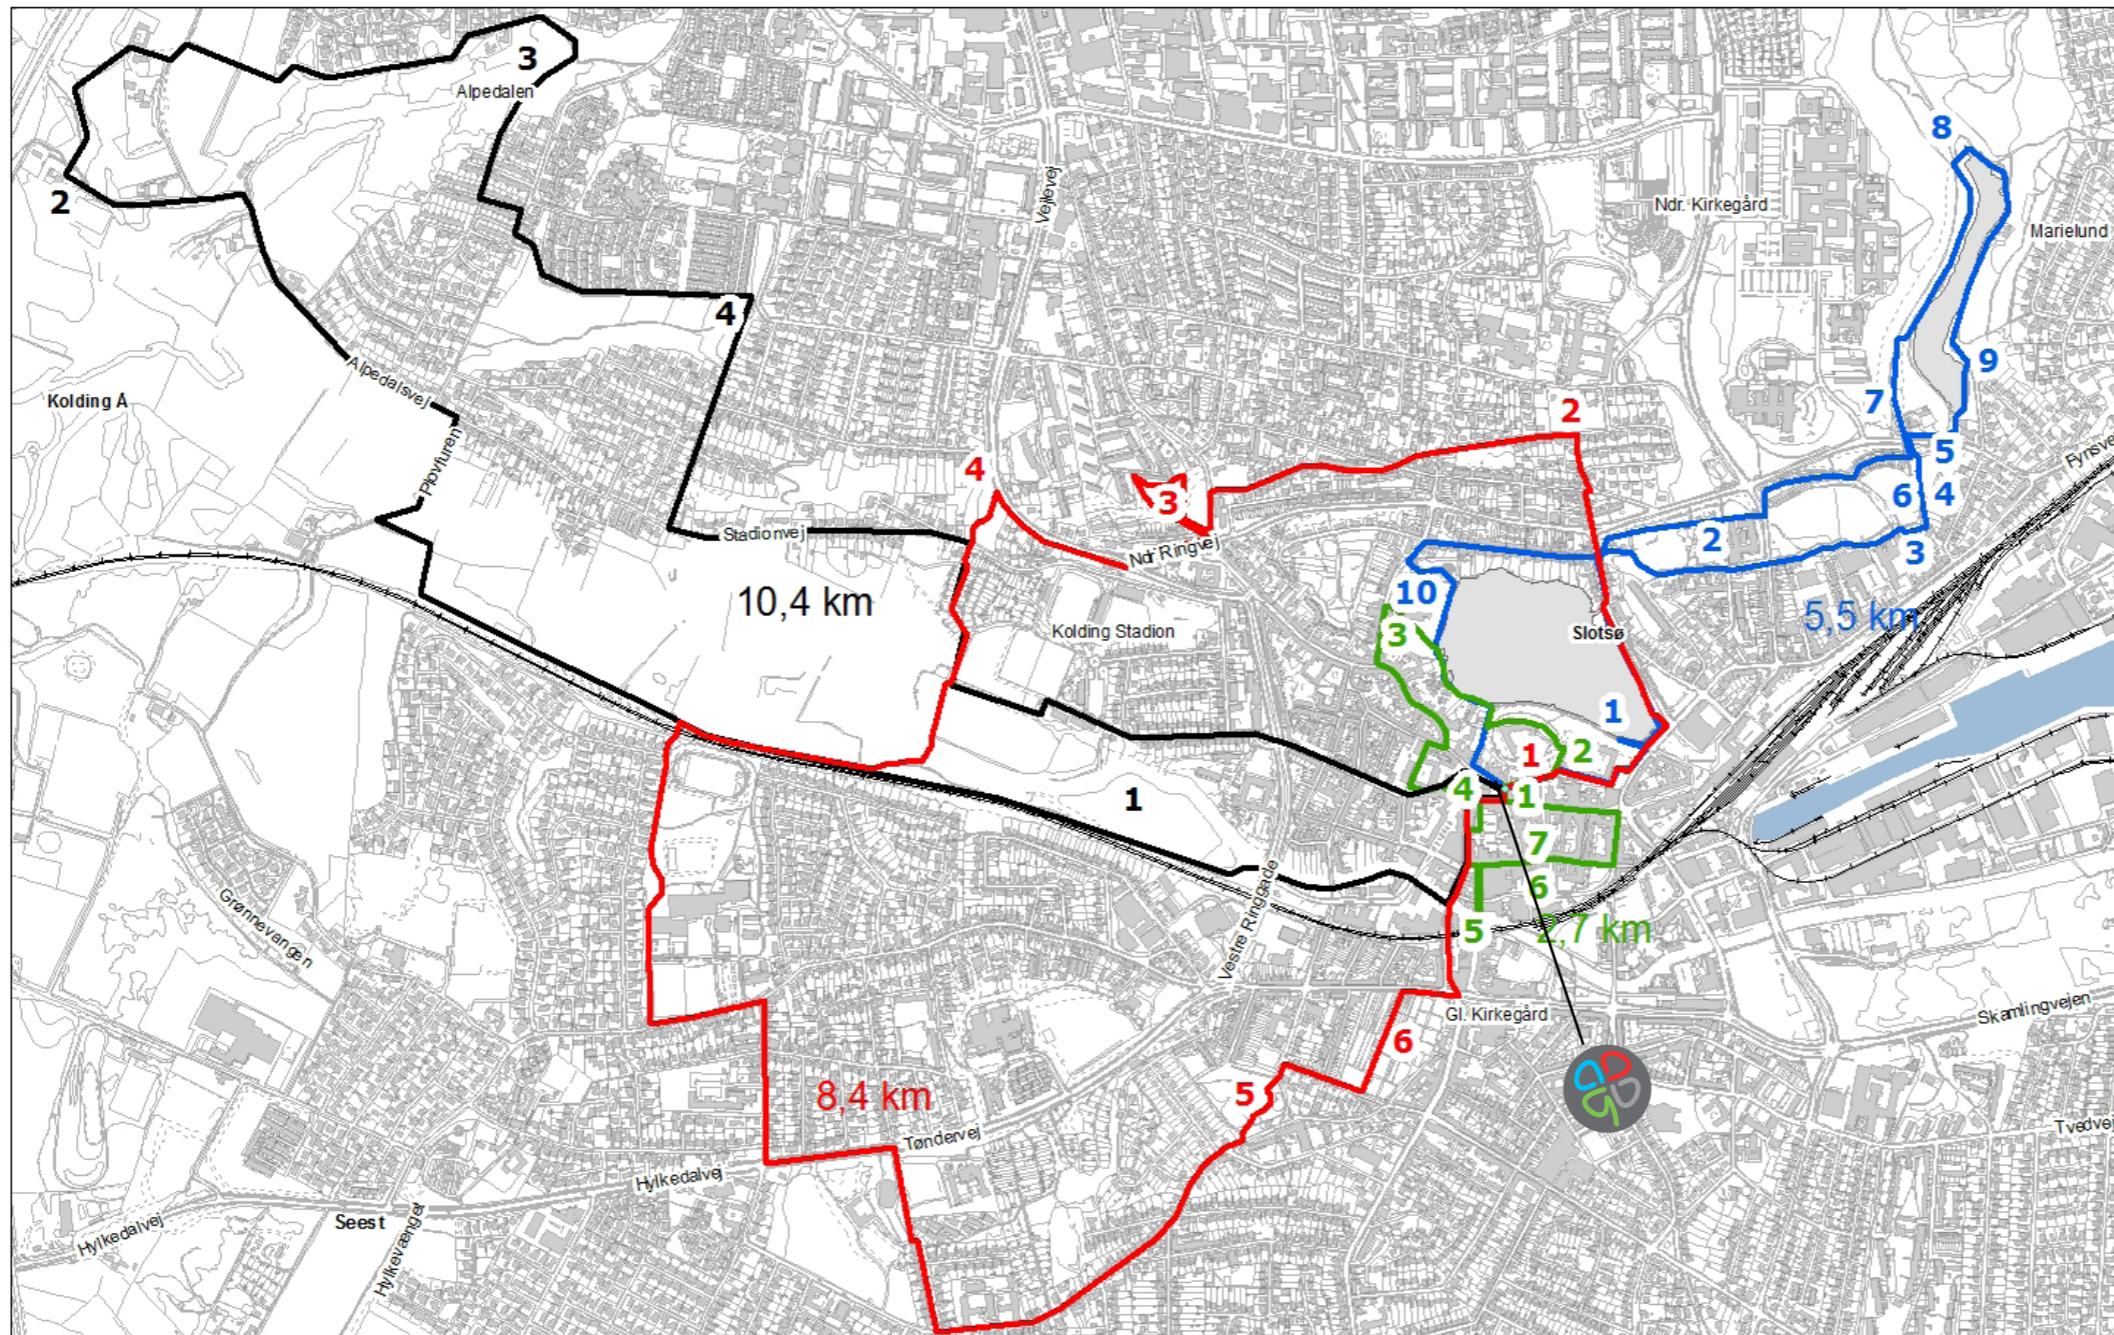 3
Alpedalen
8
2
Vejlevej
Ndr. Kirkegård
Marielund
4
Alpedalsvej
Kolding Å
Plovfuren
9
7
2
Fynsve
5
4
3
6
4
Stadionvej
Ndr Ringvej
2
3
10,4 km
10
5,5 km
Kolding Stadion
3
Slotsø
1
1
2
1
4
1
7
6
Vestre Ringgade
Grønnevangen
5
2,7 km
Gl. Kirkegård
Skamlingvejen
6
8,4 km
5
Tøndervej
Tvedvej
Hylkedalvej
Seest
Hylkedalvej
Hylkevænget